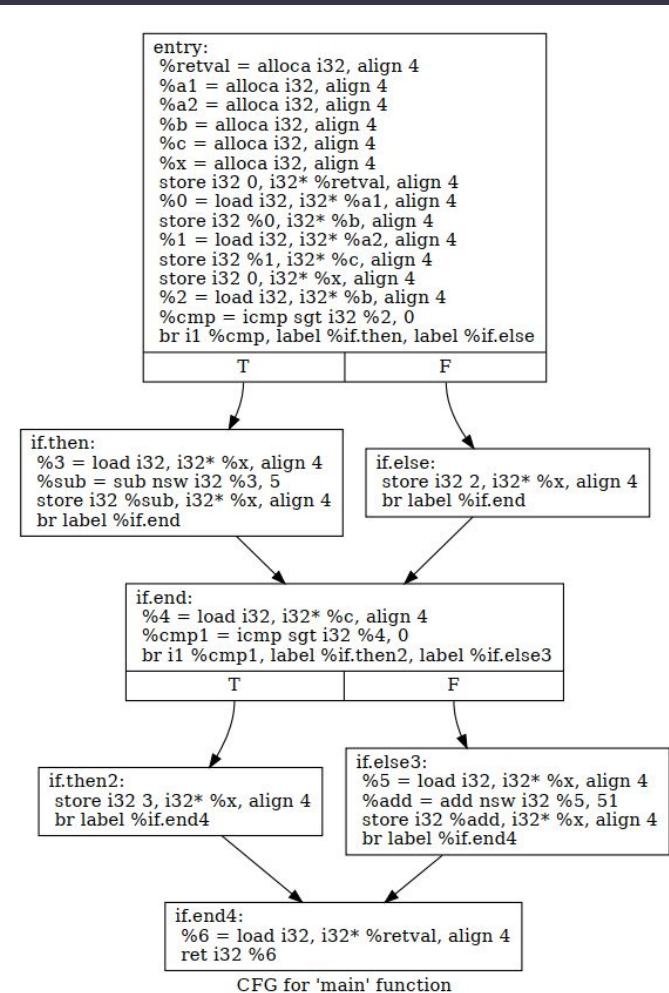 entry:
%retval = alloca i32, align 4
%a1 = alloca i32, align 4
%a2 = alloca i32, align 4
%b = alloca i32, align 4
%c = alloca i32, align 4
%x = alloca i32, align 4
store i32 0, i32* %retval, align 4
%0 = load i32, i32* %a1, align 4
store i32 %0, i32* %b, align 4
%1 = load i32, i32* %a2, align 4
store i32 %1, i32* %c, align 4
store i32 0, i32* %x, align 4
%2 = load i32, i32* %b, align 4
%cmp = icmp sgt i32 %2, 0
br i1 %cmp, label %if.then, label %if.else
T
F
if.then:
%3 = load i32, i32* %x, align 4
%sub = sub nsw i32 %3, 5
store i32 %sub, i32* %x, align 4
br label %if.end
if.else:
store i32 2, i32* %x, align 4
br label %if.end
if.end:
%4 = load i32, i32* %c, align 4
%cmp1 = icmp sgt i32 %4, 0
br i1 %cmp1, label %if.then2, label %if.else3
T
F
if.then2:
store i32 3, i32* %x, align 4
br label %if.end4
if.else3:
%5 = load i32, i32* %x, align 4
%add = add nsw i32 %5, 51
store i32 %add, i32* %x, align 4
br label %if.end4
if.end4:
%6 = load i32, i32* %retval, align 4
ret i32 %6
CFG for 'main' function